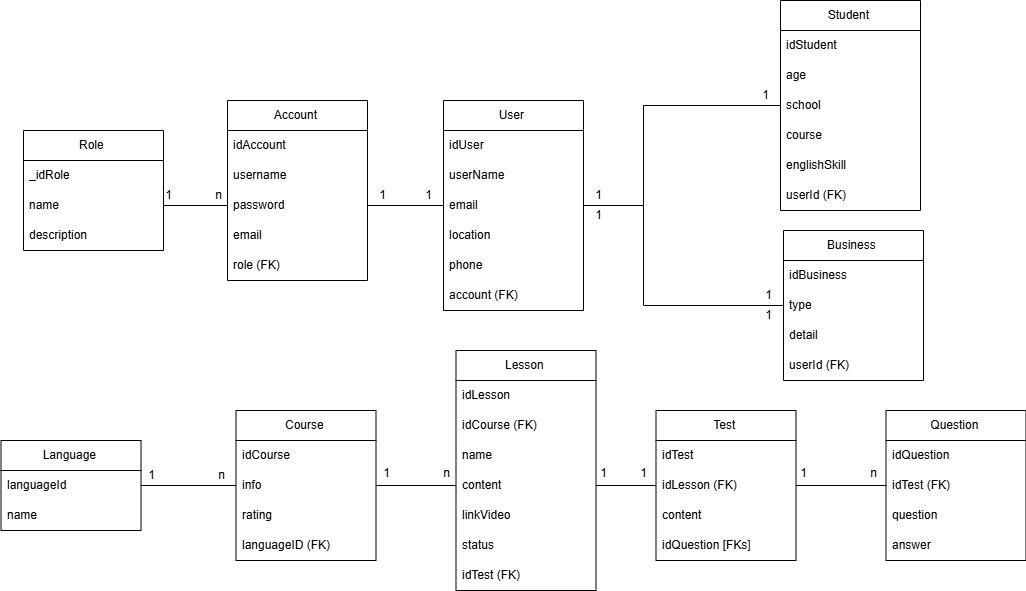 Role
_idRole
name
description
1
n
Account
idAccount
username
password
email
role (FK)
1
1
User
idUser
userName
email
location
phone
account (FK)
1
1
1
Student
idStudent
age
school
course
englishSkill
userId (FK)
1
1
Business
idBusiness
type
detail
userId (FK)
Language
languageId
name
1
n
Course
idCourse
info
rating
languageID (FK)
1
n
Lesson
idLesson
idCourse (FK)
name
content
linkVideo
status
idTest (FK)
1
1
Test
idTest
idLesson (FK)
content
idQuestion [FKs]
1
n
Question
idQuestion
idTest (FK)
question
answer